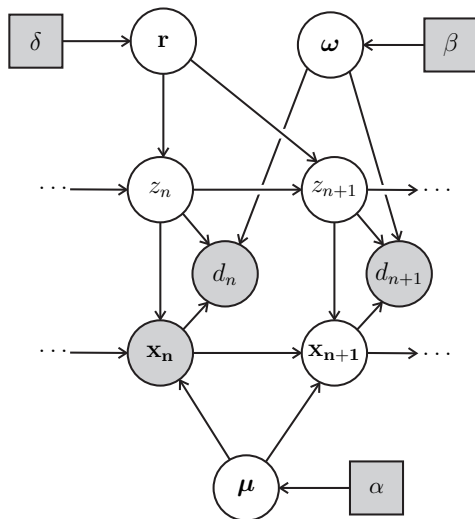 δ r ω β
⋯ z_n z_{n+1} ⋯
d_n d_{n+1}
⋯ x_n x_{n+1} ⋯
μ α